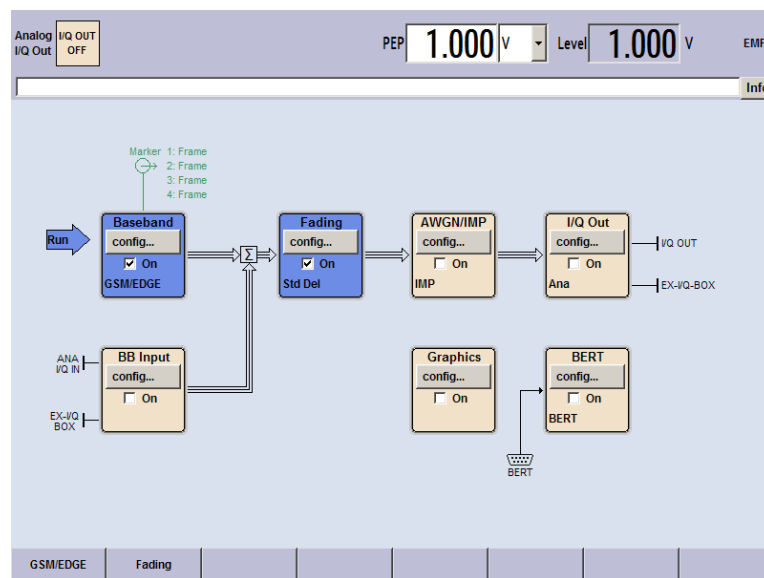 Analog I/Q Out
I/Q OUT OFF
PEP 1.000 V Level 1.000 V EMF
Info
Marker 1: Frame
2: Frame
3: Frame
4: Frame
Run
Baseband
config...
On
GSM/EDGE
Σ
Fading
config...
On
Std Del
AWGN/IMP
config...
On
IMP
I/Q Out
config...
On
Ana
I/Q OUT
EX-I/Q-BOX
ANA
I/Q IN
EX-I/Q
BOX
BB Input
config...
On
Graphics
config...
On
BERT
config...
On
BERT
BERT
GSM/EDGE Fading